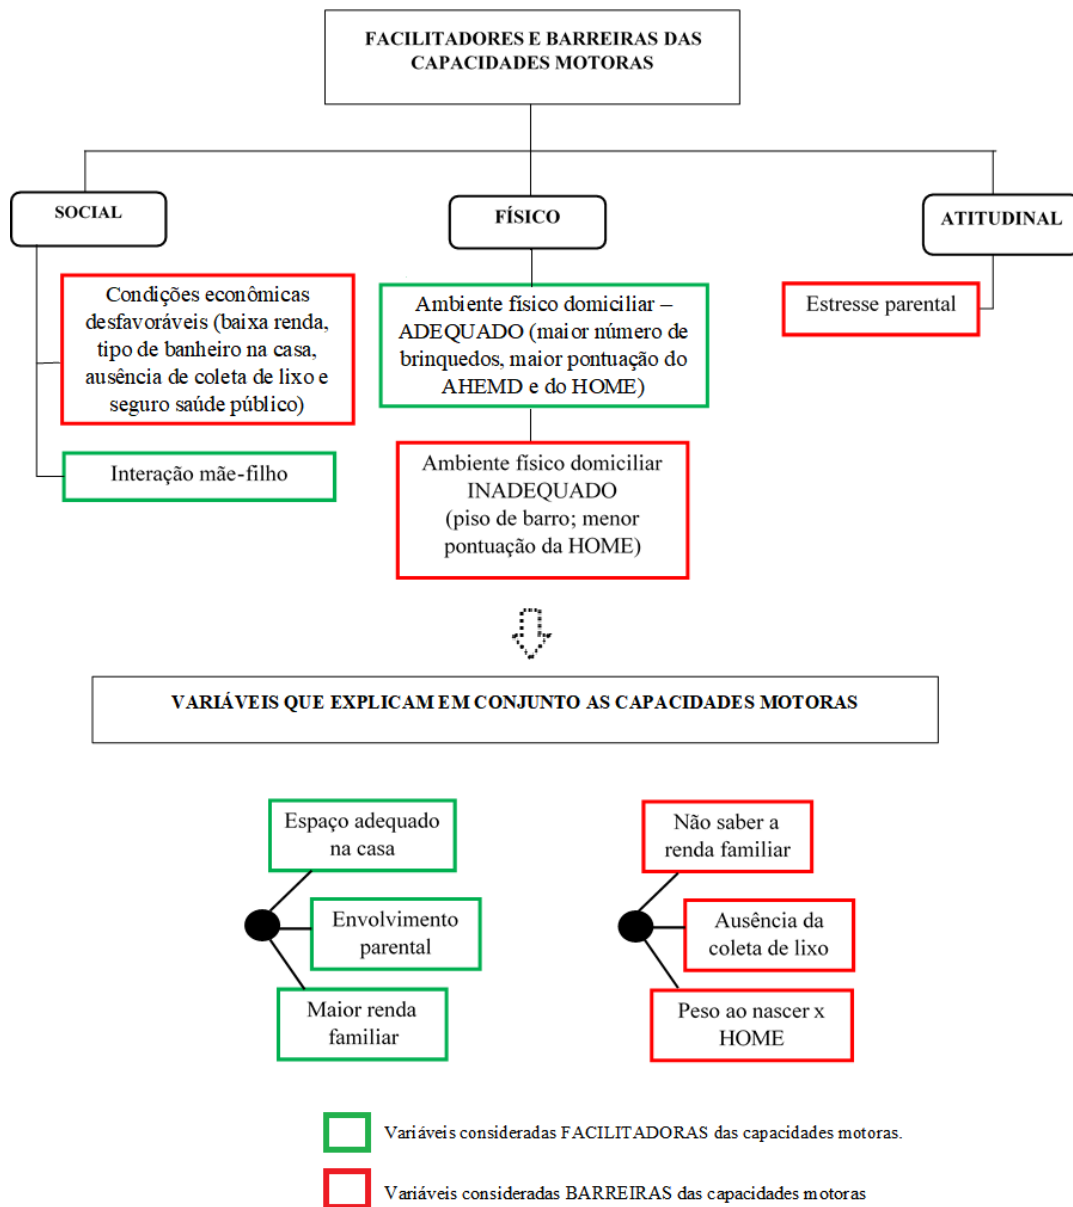 FACILITADORES E BARREIRAS DAS
CAPACIDADES MOTORAS
SOCIAL
FÍSICO
ATITUDINAL
Condições econômicas
desfavoráveis (baixa renda,
tipo de banheiro na casa,
ausência de coleta de lixo e
seguro saúde público)
Interação mãe-filho
Ambiente físico domiciliar –
ADEQUADO (maior número de
brinquedos, maior pontuação do
AHEMD e do HOME)
Ambiente físico domiciliar
INADEQUADO
(piso de barro; menor
pontuação da HOME)
Estresse parental
VARIÁVEIS QUE EXPLICAM EM CONJUNTO AS CAPACIDADES MOTORAS
Espaço adequado
na casa
Envolvimento
parental
Maior renda
familiar
Não saber a
renda familiar
Ausência da
coleta de lixo
Peso ao nascer x
HOME
Variáveis consideradas FACILITADORAS das capacidades motoras.
Variáveis consideradas BARREIRAS das capacidades motoras